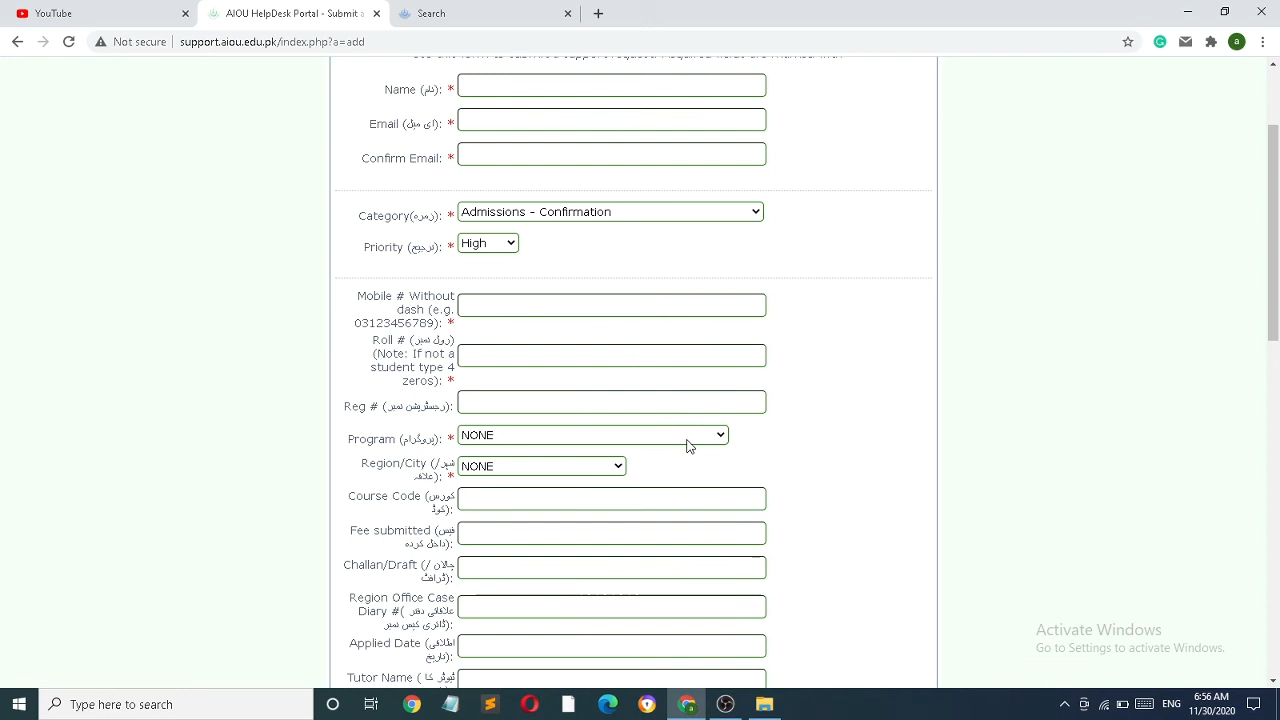 YouTube
AIOU HelpDesk Portal - Submit a
Search
Not secure
support.aiou.edu.pk/index.php?a=add
Name (نام): *
Email (ای میل): *
Confirm Email: *
Category(زمرہ): *
Admissions - Confirmation
Priority (ترجیح): *
High
Mobile # Without
dash (e.g.
03123456789): *
Roll # (رول نمبر)
(Note: If not a
student type 4
zeros): *
Reg # (رجسٹریشن نمبر):
Program (پروگرام): *
NONE
Region/City (شہر/
علاقہ): *
NONE
Course Code (کورس
کوڈ):
Fee submitted (فیس
داخل کردہ):
Challan/Draft (چالان /
ڈرافٹ):
Region Office Case
Diary #( علاقائی دفتر
ڈائری کیس نمبر):
Applied Date (اطلاقی
تاریخ):
Tutor Name ( ٹیوٹر کا
Activate Windows
Go to Settings to activate Windows.
Type here to search
ENG
6:56 AM
11/30/2020